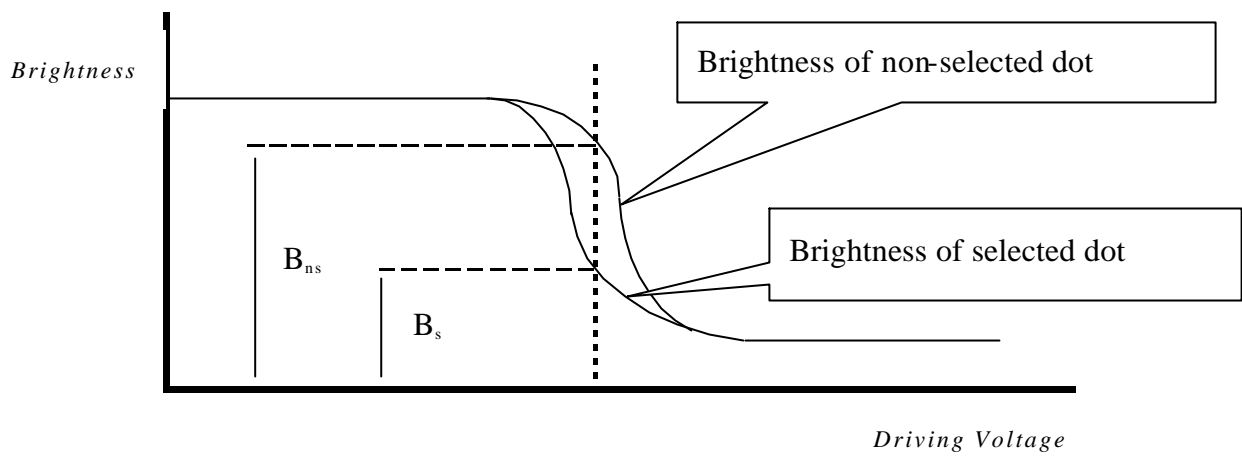 Brightness
Brightness of non-selected dot
Brightness of selected dot
Bns
Bs
Driving Voltage